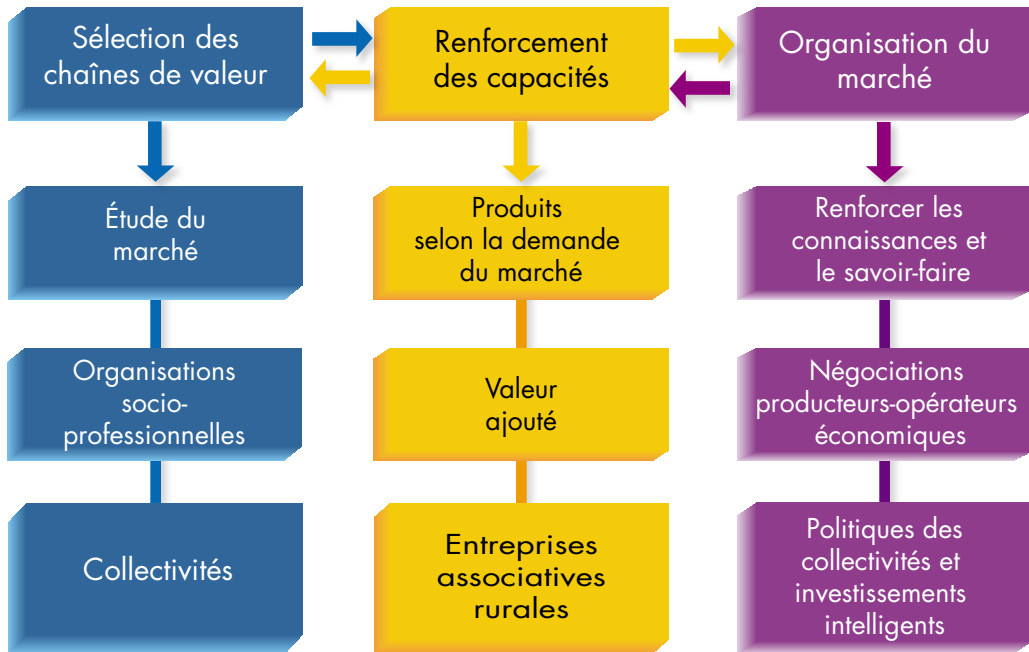 Sélection des
chaînes de valeur
Renforcement
des capacités
Organisation du
marché
Étude du
marché
Produits
selon la demande
du marché
Renforcer les
connaissances et
le savoir-faire
Organisations
socio-
professionnelles
Valeur
ajouté
Négociations
producteurs-opérateurs
économiques
Collectivités
Entreprises
associatives
rurales
Politiques des
collectivités et
investissements
intelligents